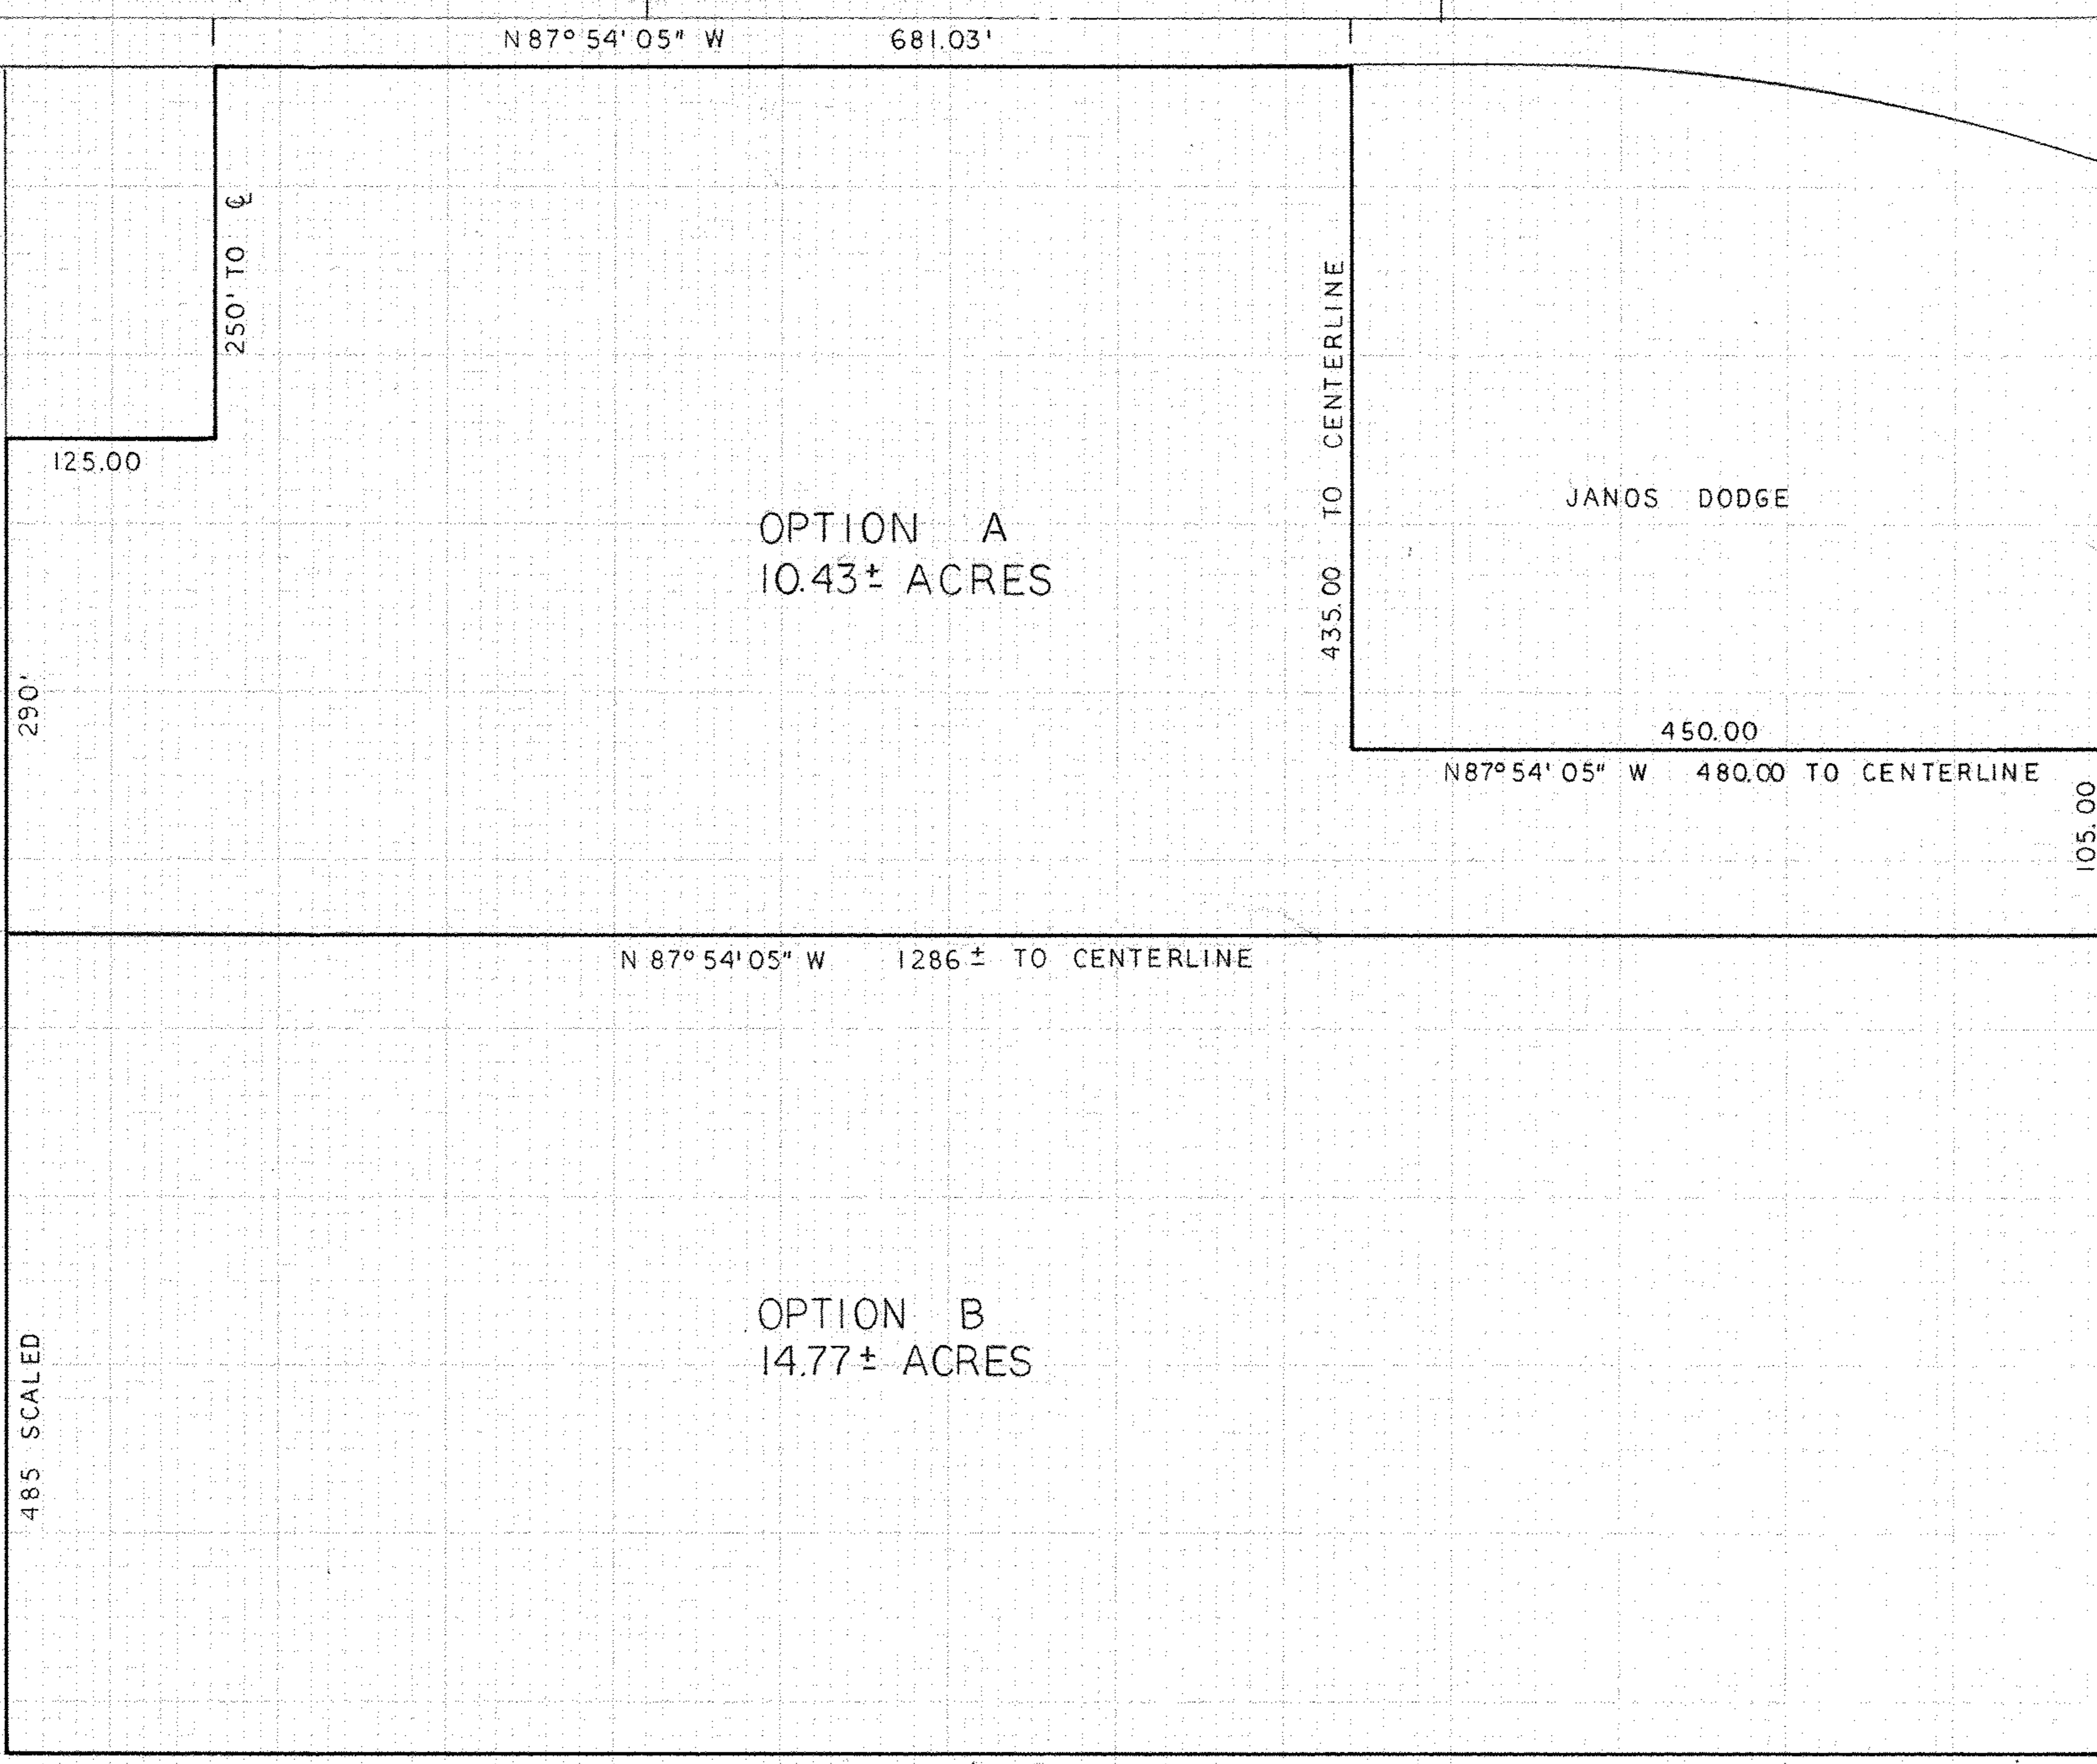 N 87° 54' 05" W 681.03'
250' TO ℄
125.00
435.00 TO CENTERLINE
JANOS DODGE
OPTION A
10.43± ACRES
290'
450.00
N87° 54' 05" W 480.00 TO CENTERLINE
105.00
N 87° 54' 05" W 1286± TO CENTERLINE
OPTION B
14.77± ACRES
485 SCALED